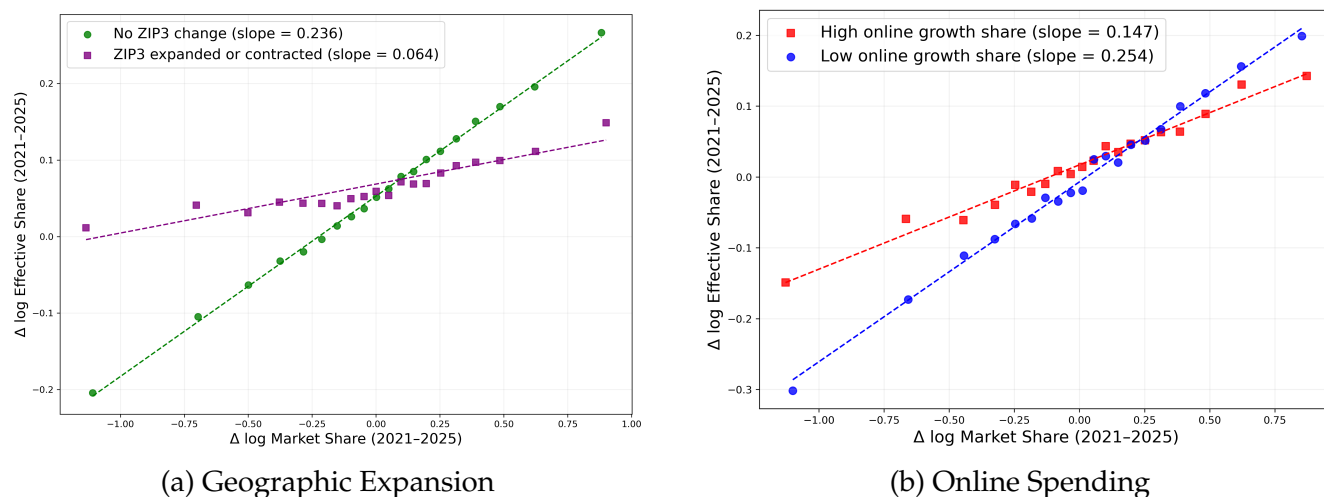 No ZIP3 change (slope = 0.236)
ZIP3 expanded or contracted (slope = 0.064)
Δ log Effective Share (2021–2025)
0.2
0.1
0.0
−0.1
−0.2
−1.00 −0.75 −0.50 −0.25 0.00 0.25 0.50 0.75 1.00
Δ log Market Share (2021–2025)
(a) Geographic Expansion
High online growth share (slope = 0.147)
Low online growth share (slope = 0.254)
Δ log Effective Share (2021–2025)
0.2
0.1
0.0
−0.1
−0.2
−0.3
−1.00 −0.75 −0.50 −0.25 0.00 0.25 0.50 0.75
Δ log Market Share (2021–2025)
(b) Online Spending